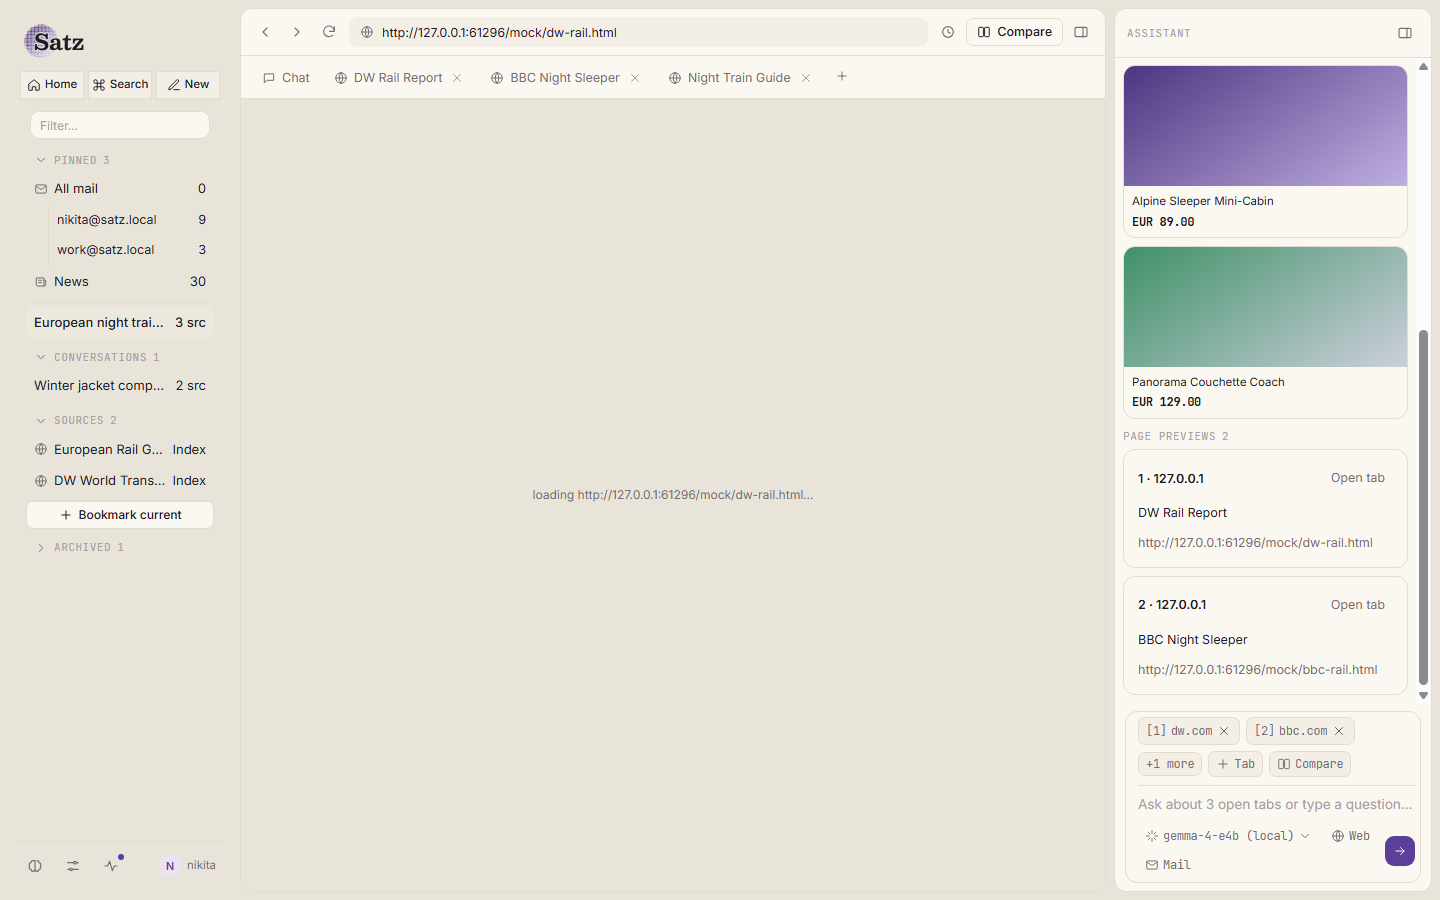 Satz
Home
Search
New
Filter...
PINNED 3
All mail 0
nikita@satz.local 9
work@satz.local 3
News 30
European night trai... 3 src
CONVERSATIONS 1
Winter jacket comp... 2 src
SOURCES 2
European Rail G... Index
DW World Trans... Index
Bookmark current
ARCHIVED 1
N nikita
http://127.0.0.1:61296/mock/dw-rail.html
Compare
Chat
DW Rail Report
BBC Night Sleeper
Night Train Guide
loading http://127.0.0.1:61296/mock/dw-rail.html...
ASSISTANT
Alpine Sleeper Mini-Cabin
EUR 89.00
Panorama Couchette Coach
EUR 129.00
PAGE PREVIEWS 2
1 · 127.0.0.1 Open tab
DW Rail Report
http://127.0.0.1:61296/mock/dw-rail.html
2 · 127.0.0.1 Open tab
BBC Night Sleeper
http://127.0.0.1:61296/mock/bbc-rail.html
[1] dw.com [2] bbc.com
+1 more Tab Compare
Ask about 3 open tabs or type a question...
gemma-4-e4b (local) Web
Mail